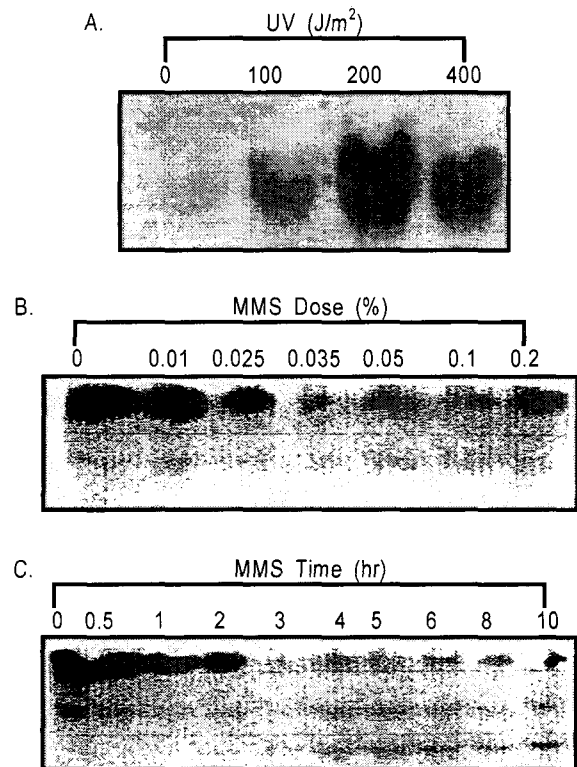 A.
UV (J/m²)
0 100 200 400
B.
MMS Dose (%)
0 0.01 0.025 0.035 0.05 0.1 0.2
C.
MMS Time (hr)
0 0.5 1 2 3 4 5 6 8 10